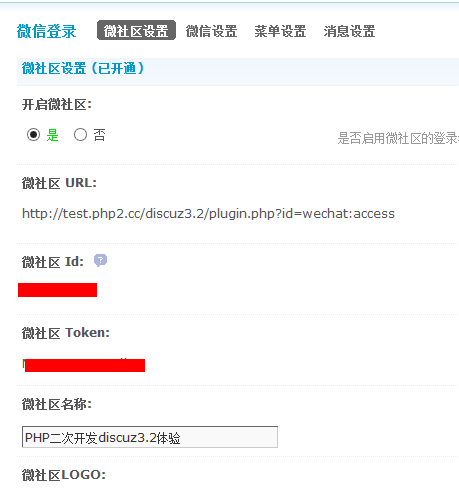 微信登录 微社区设置 微信设置 菜单设置 消息设置
微社区设置 (已开通)
开启微社区:
是 否
是否启用微社区的登录
微社区 URL:
http://test.php2.cc/discuz3.2/plugin.php?id=wechat:access
微社区 Id: ?
微社区 Token:
微社区名称:
PHP二次开发discuz3.2体验
微社区LOGO: